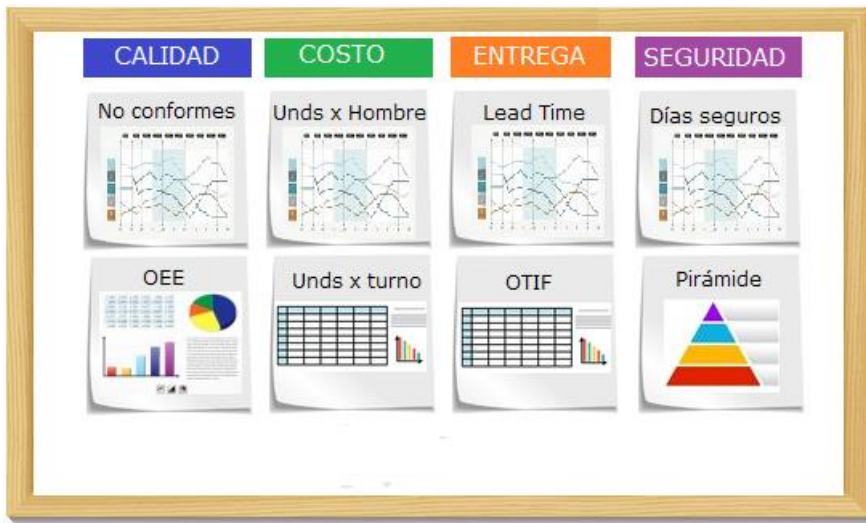 CALIDAD
COSTO
ENTREGA
SEGURIDAD
No conformes
Unds x Hombre
Lead Time
Días seguros
OEE
Unds x turno
OTIF
Pirámide